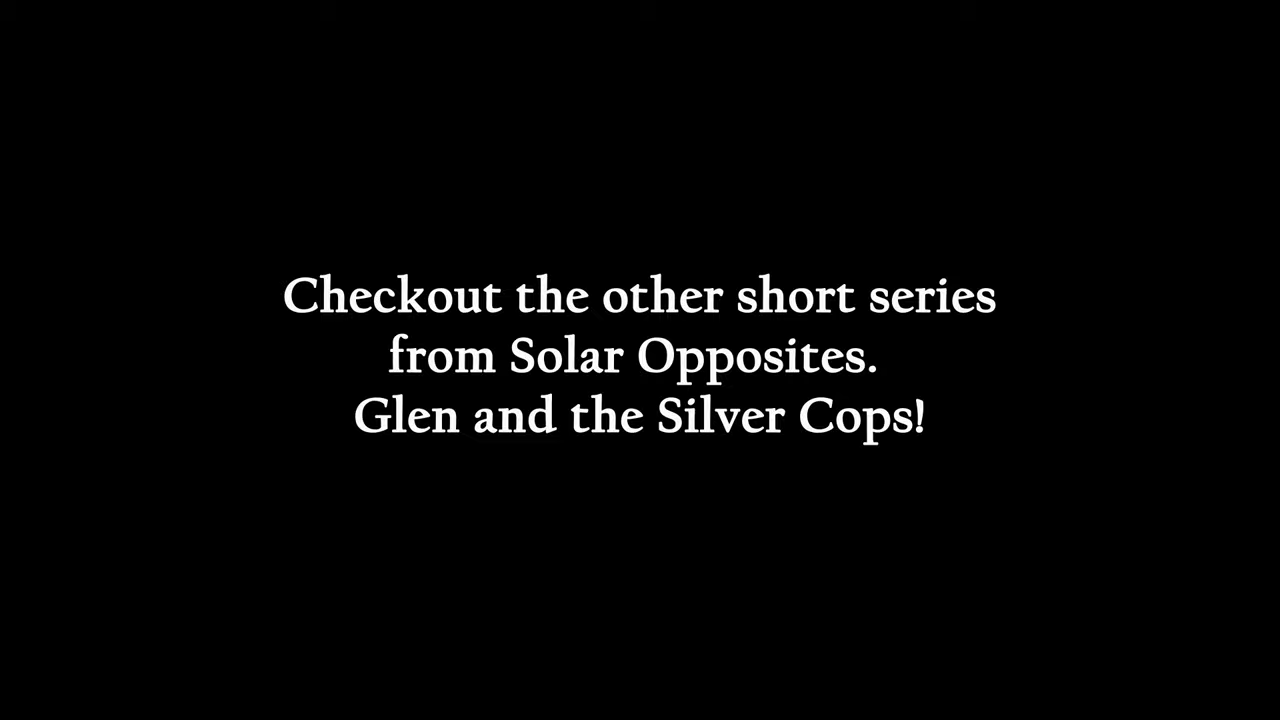 Checkout the other short series
from Solar Opposites.
Glen and the Silver Cops!